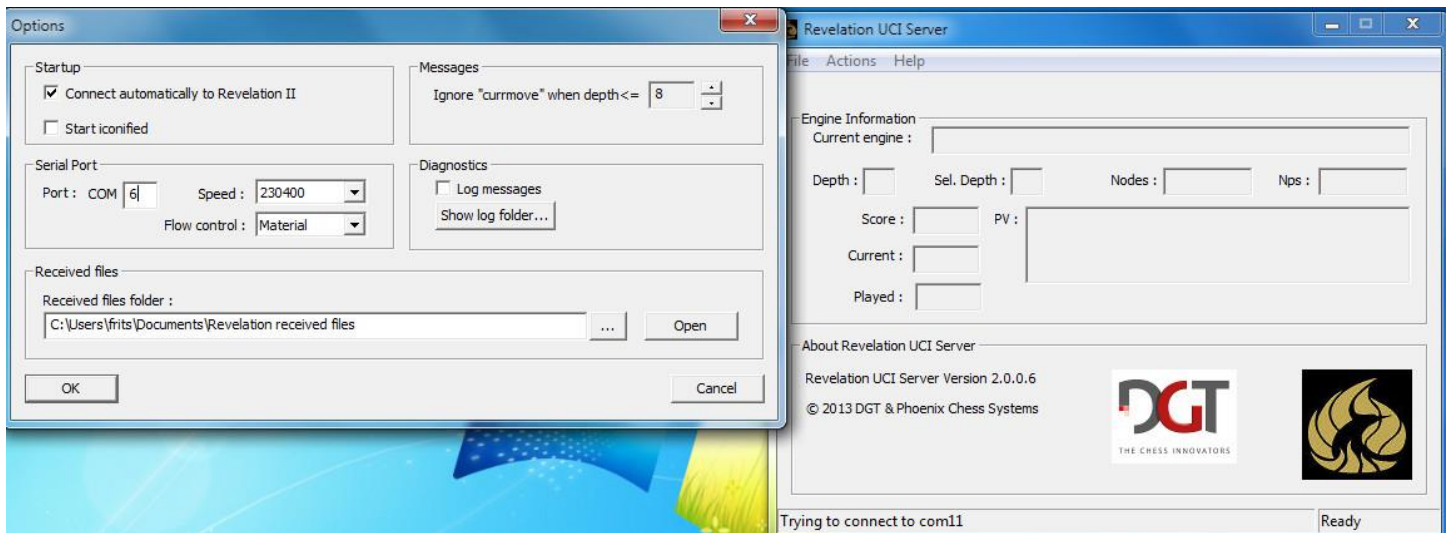 Options
Startup
Connect automatically to Revelation II
Start iconified
Messages
Ignore "currmove" when depth<= 8
Serial Port
Port : COM 6 Speed : 230400
Flow control : Material
Diagnostics
Log messages
Show log folder...
Received files
Received files folder :
C:\Users\frits\Documents\Revelation received files ... Open
OK Cancel
Revelation UCI Server
File Actions Help
Engine Information
Current engine :
Depth : Sel. Depth : Nodes : Nps :
Score : PV :
Current :
Played :
About Revelation UCI Server
Revelation UCI Server Version 2.0.0.6
© 2013 DGT & Phoenix Chess Systems
DGT
THE CHESS INNOVATORS
Trying to connect to com11 Ready